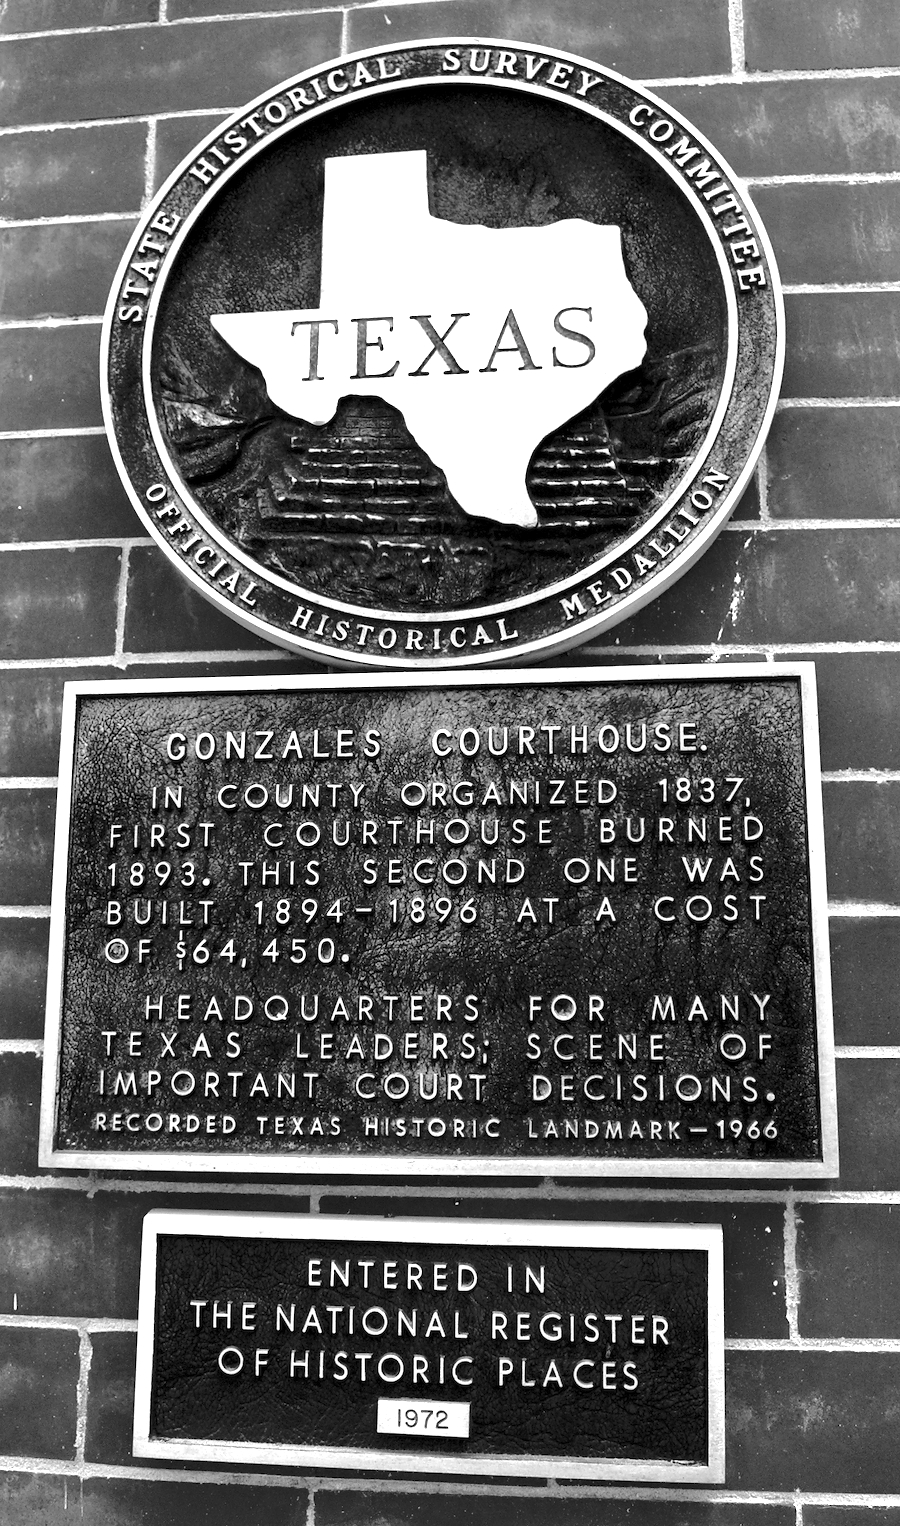 STATE HISTORICAL SURVEY COMMITTEE
TEXAS
OFFICIAL HISTORICAL MEDALLION
GONZALES COURTHOUSE.
IN COUNTY ORGANIZED 1837,
FIRST COURTHOUSE BURNED
1893. THIS SECOND ONE WAS
BUILT 1894-1896 AT A COST
OF $64,450.
HEADQUARTERS FOR MANY
TEXAS LEADERS; SCENE OF
IMPORTANT COURT DECISIONS.
RECORDED TEXAS HISTORIC LANDMARK-1966
ENTERED IN
THE NATIONAL REGISTER
OF HISTORIC PLACES
1972